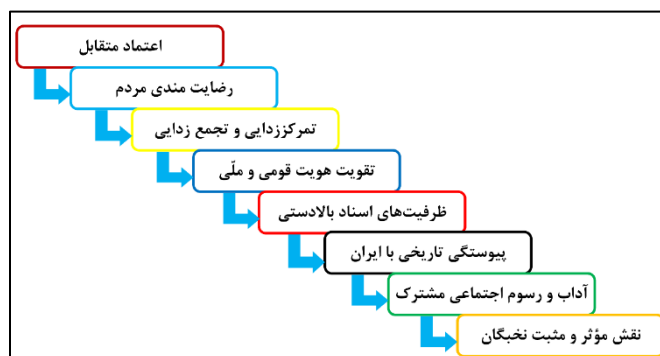 اعتماد متقابل
رضایت مندی مردم
تمرکززدایی و تجمع زدایی
تقویت هویت قومی و ملّی
ظرفیت‌های اسناد بالادستی
پیوستگی تاریخی با ایران
آداب و رسوم اجتماعی مشترک
نقش مؤثر و مثبت نخبگان